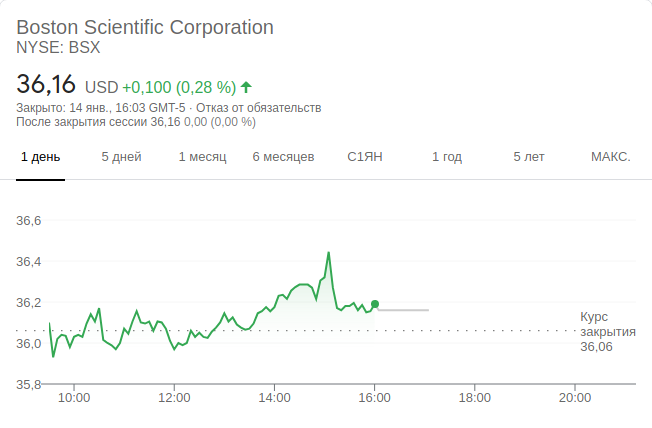 Boston Scientific Corporation
NYSE: BSX
36,16 USD +0,100 (0,28 %)
Закрыто: 14 янв., 16:03 GMT-5 · Отказ от обязательств
После закрытия сессии 36,16 0,00 (0,00 %)
1 день 5 дней 1 месяц 6 месяцев С1ЯН 1 год 5 лет МАКС.
36,6
36,4
36,2
Курс
закрытия
36,06
36,0
35,8
10:00 12:00 14:00 16:00 18:00 20:00